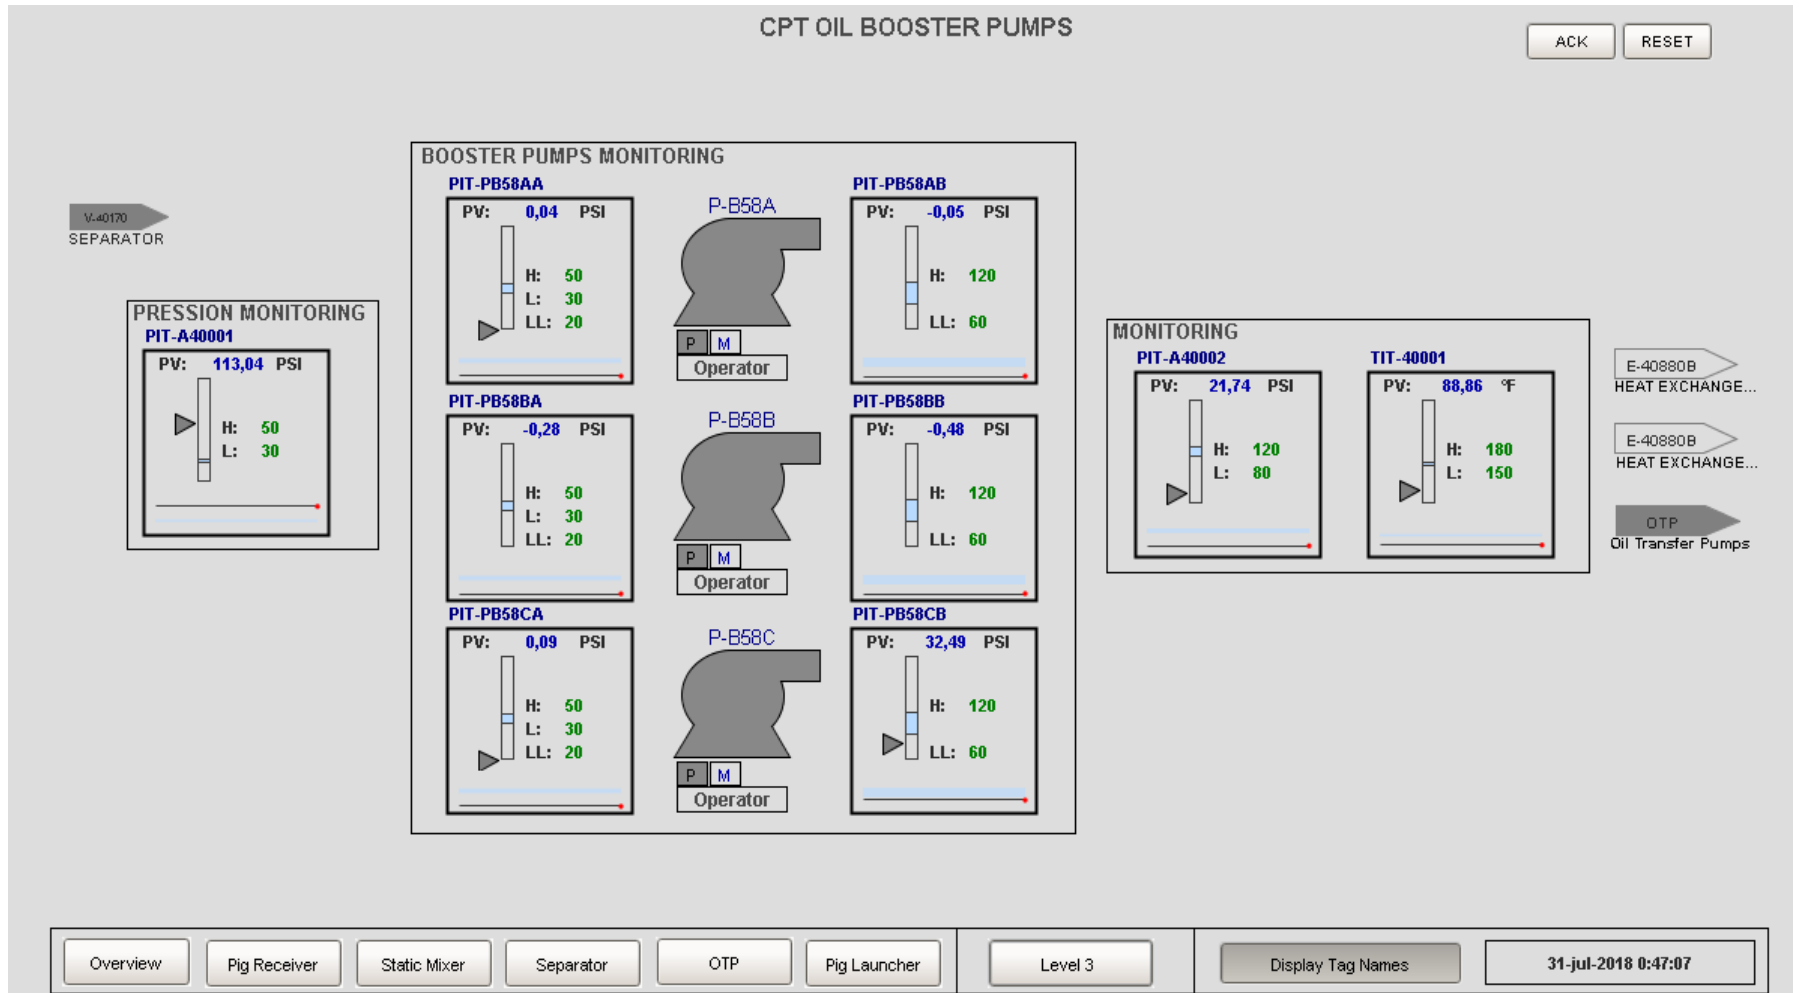 CPT OIL BOOSTER PUMPS
ACK
RESET
V-40170
SEPARATOR
PRESSION MONITORING
PIT-A40001
PV: 113,04 PSI
H: 50
L: 30
BOOSTER PUMPS MONITORING
PIT-PB58AA
PV: 0,04 PSI
H: 50
L: 30
LL: 20
P-B58A
P M
Operator
PIT-PB58AB
PV: -0,05 PSI
H: 120
LL: 60
PIT-PB58BA
PV: -0,28 PSI
H: 50
L: 30
LL: 20
P-B58B
P M
Operator
PIT-PB58BB
PV: -0,48 PSI
H: 120
LL: 60
PIT-PB58CA
PV: 0,09 PSI
H: 50
L: 30
LL: 20
P-B58C
P M
Operator
PIT-PB58CB
PV: 32,49 PSI
H: 120
LL: 60
MONITORING
PIT-A40002
PV: 21,74 PSI
H: 120
L: 80
TIT-40001
PV: 88,86 °F
H: 180
L: 150
E-40880B
HEAT EXCHANGE...
E-40880B
HEAT EXCHANGE...
OTP
Oil Transfer Pumps
Overview
Pig Receiver
Static Mixer
Separator
OTP
Pig Launcher
Level 3
Display Tag Names
31-jul-2018 0:47:07